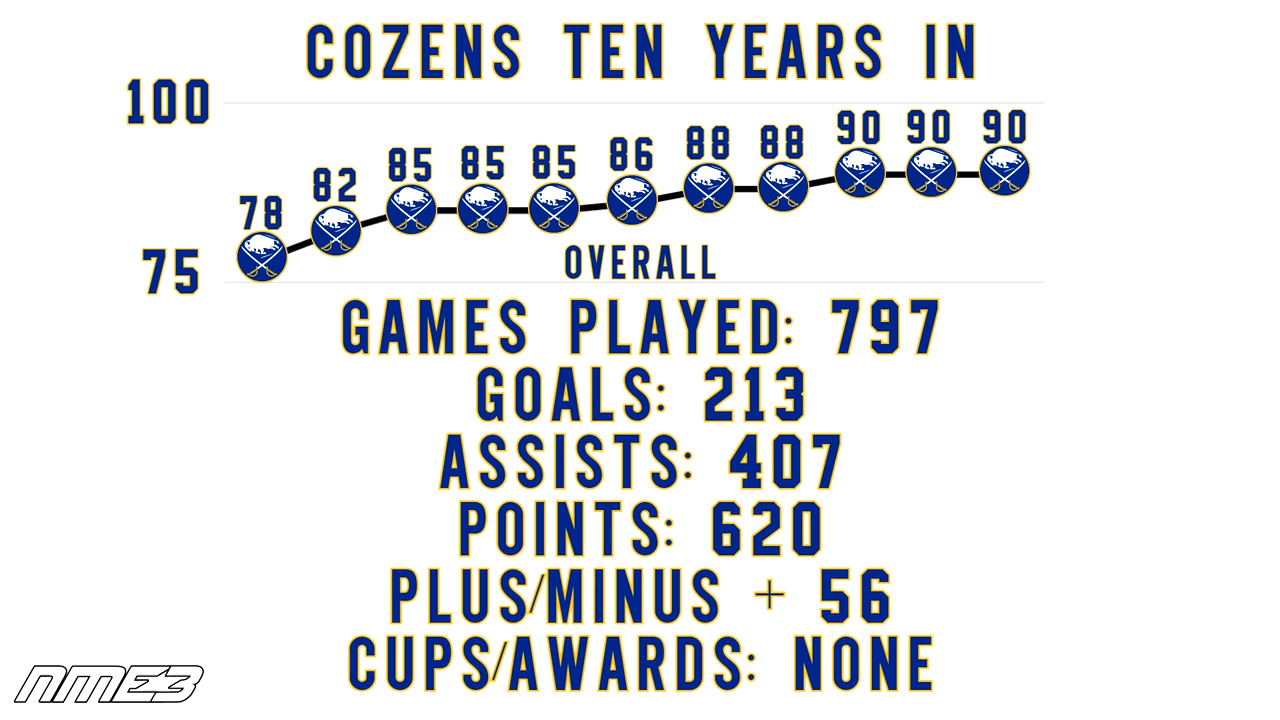 COZENS TEN YEARS IN
100
78 82 85 85 85 86 88 88 90 90 90
75
OVERALL
GAMES PLAYED: 797
GOALS: 213
ASSISTS: 407
POINTS: 620
PLUS/MINUS + 56
CUPS/AWARDS: NONE
NME3